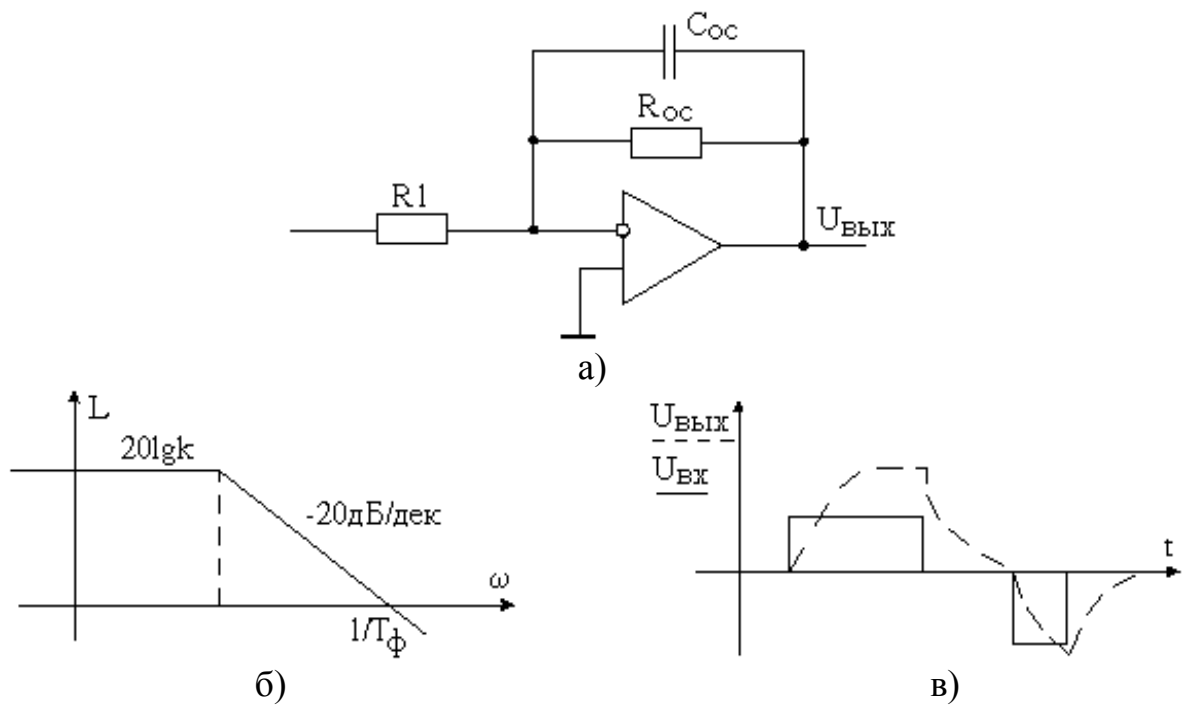 Cос
Rос
R1
Uвых
а)
L
20lgk
-20дБ/дек
ω
1/Tф
б)
Uвых
Uвх
t
в)